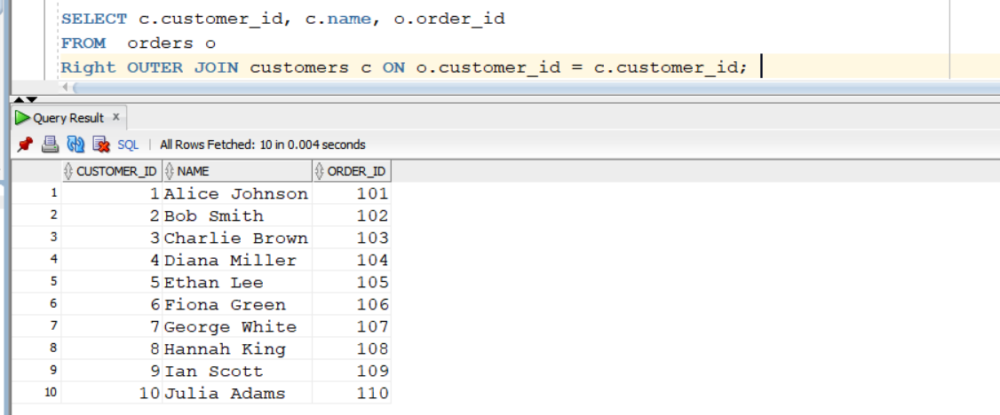 SELECT c.customer_id, c.name, o.order_id
FROM  orders o
Right OUTER JOIN customers c ON o.customer_id = c.customer_id;
Query Result x
SQL | All Rows Fetched: 10 in 0.004 seconds
CUSTOMER_ID NAME ORDER_ID
1 1 Alice Johnson 101
2 2 Bob Smith 102
3 3 Charlie Brown 103
4 4 Diana Miller 104
5 5 Ethan Lee 105
6 6 Fiona Green 106
7 7 George White 107
8 8 Hannah King 108
9 9 Ian Scott 109
10 10 Julia Adams 110